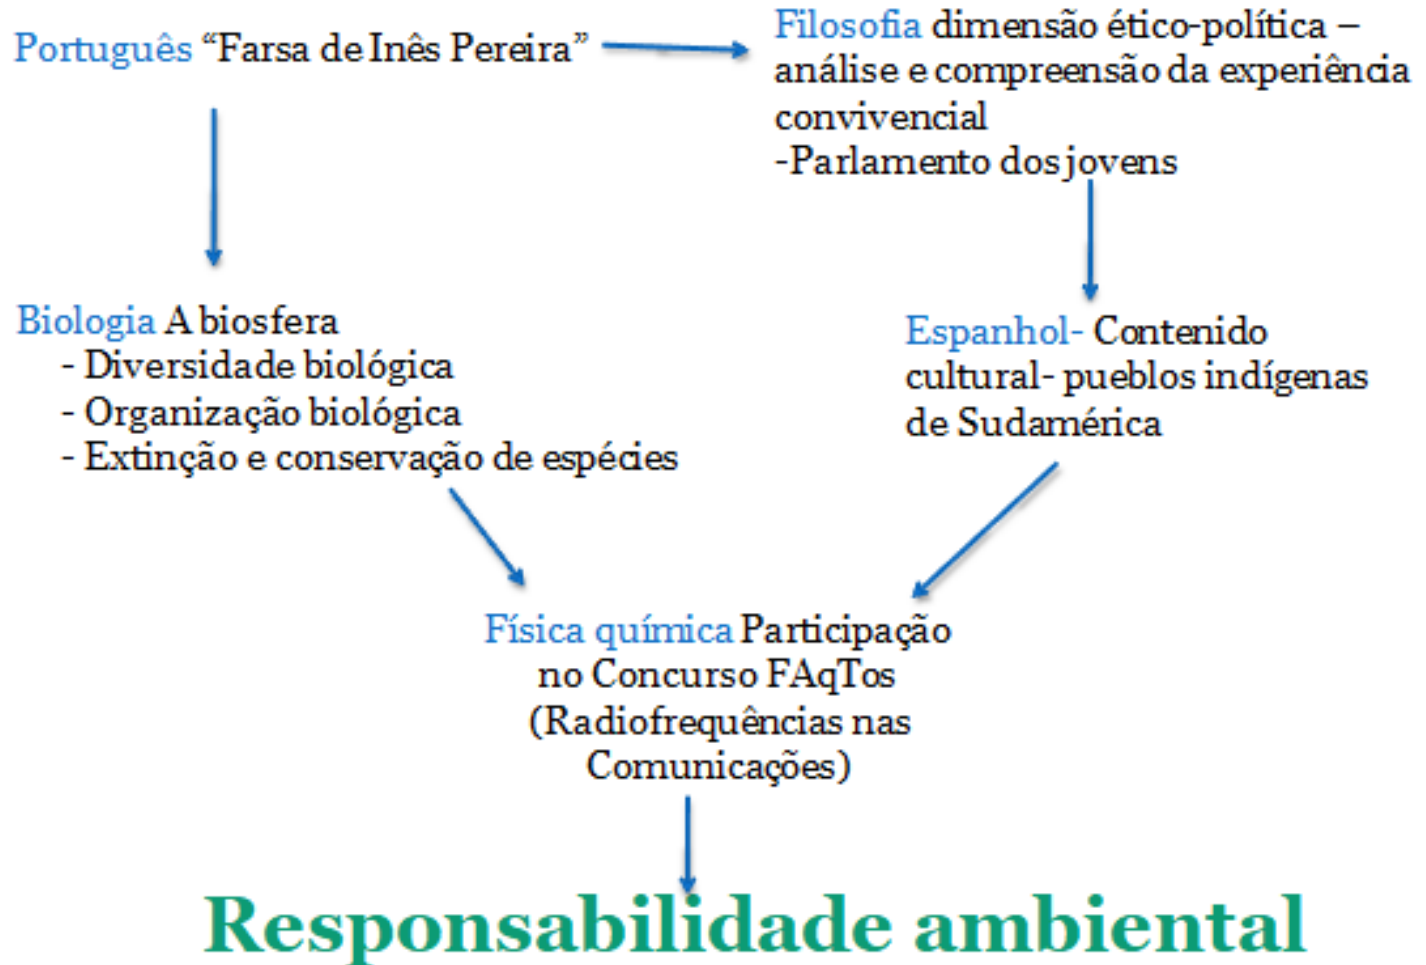 Português “Farsa de Inês Pereira”
Filosofia dimensão ético-política –
análise e compreensão da experiência
convivencial
-Parlamento dos jovens
Biologia A biosfera
- Diversidade biológica
- Organização biológica
- Extinção e conservação de espécies
Espanhol- Contenido
cultural- pueblos indígenas
de Sudamérica
Física química Participação
no Concurso FAqTos
(Radiofrequências nas
Comunicações)
Responsabilidade ambiental